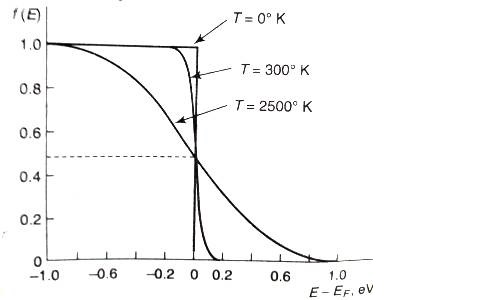 f(E)
T = 0° K
1.0
T = 300° K
0.8
T = 2500° K
0.6
0.4
0.2
0
−1.0 −0.6 −0.2 0 0.2 0.6 1.0
E − E_F, eV